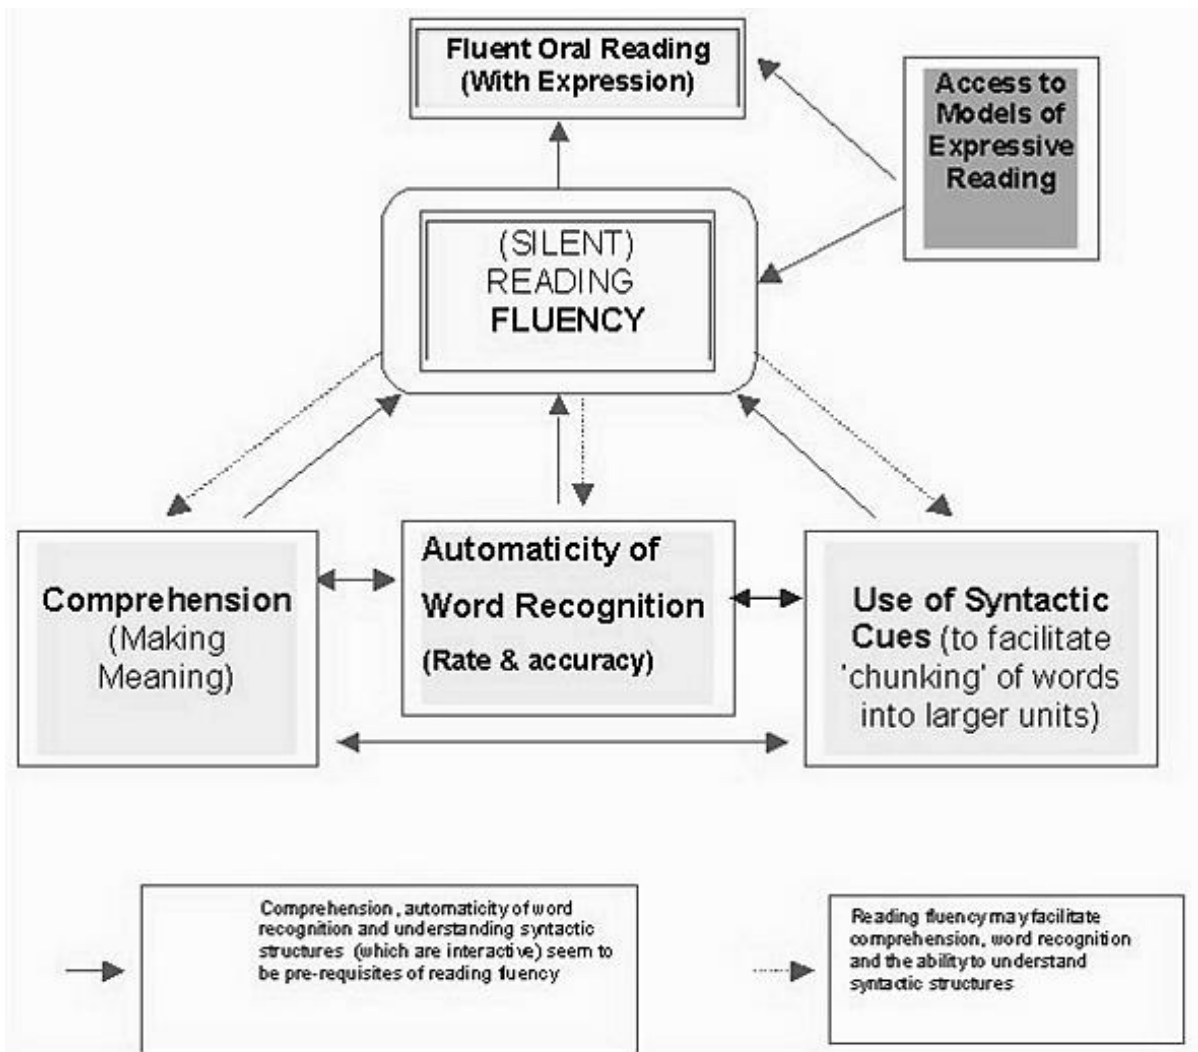 Fluent Oral Reading
(With Expression)
Access to
Models of
Expressive
Reading
(SILENT)
READING
FLUENCY
Comprehension
(Making
Meaning)
Automaticity of
Word Recognition
(Rate & accuracy)
Use of Syntactic
Cues (to facilitate
'chunking' of words
into larger units)
Comprehension, automaticity of word
recognition and understanding syntactic
structures (which are interactive) seem to
be pre-requisites of reading fluency
Reading fluency may facilitate
comprehension, word recognition
and the ability to understand
syntactic structures